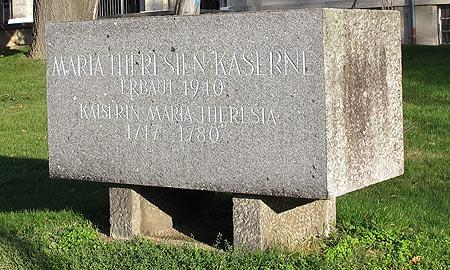 MARIA THERESIEN KASERNE
ERBAUT 1940
KAISERIN MARIA THERESIA
1717 - 1780